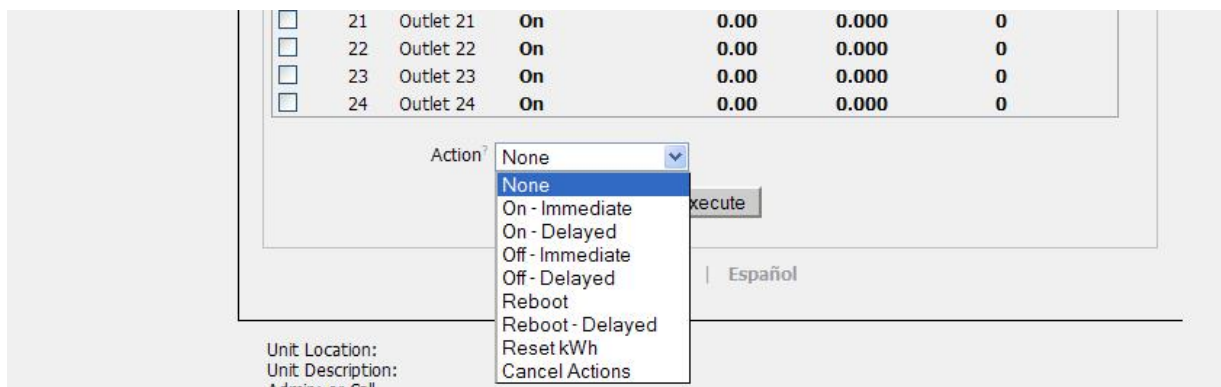 21 Outlet 21 On 0.00 0.000 0
22 Outlet 22 On 0.00 0.000 0
23 Outlet 23 On 0.00 0.000 0
24 Outlet 24 On 0.00 0.000 0
Action? None
None
On - Immediate
xecute
On - Delayed
Off - Immediate
Off - Delayed
| Español
Reboot
Reboot - Delayed
Reset kWh
Cancel Actions
Unit Location:
Unit Description: